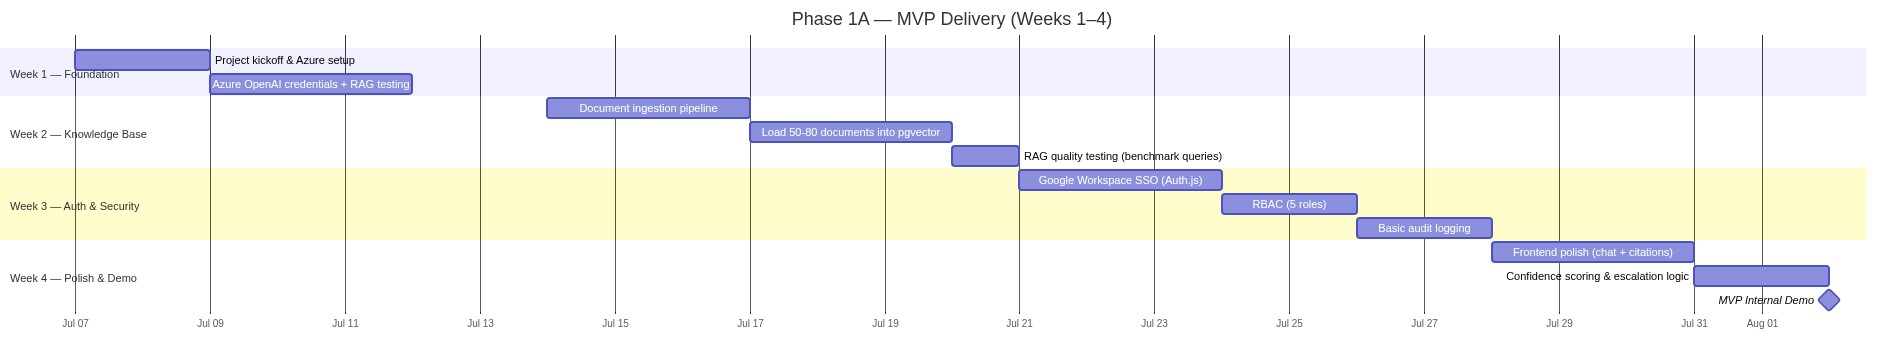 Phase 1A — MVP Delivery (Weeks 1–4)
Week 1 — Foundation
Project kickoff & Azure setup
Azure OpenAI credentials + RAG testing
Week 2 — Knowledge Base
Document ingestion pipeline
Load 50-80 documents into pgvector
RAG quality testing (benchmark queries)
Week 3 — Auth & Security
Google Workspace SSO (Auth.js)
RBAC (5 roles)
Basic audit logging
Week 4 — Polish & Demo
Frontend polish (chat + citations)
Confidence scoring & escalation logic
MVP Internal Demo
Jul 07 Jul 09 Jul 11 Jul 13 Jul 15 Jul 17 Jul 19 Jul 21 Jul 23 Jul 25 Jul 27 Jul 29 Jul 31 Aug 01